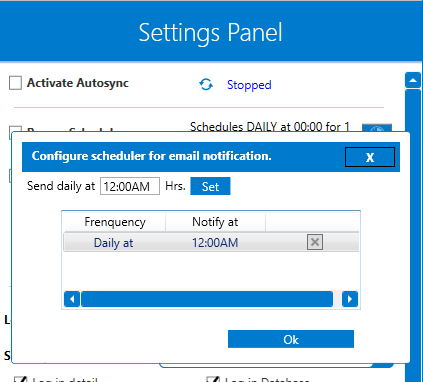 Settings Panel
Activate Autosync
Stopped
Schedules DAILY at 00:00 for 1
Configure scheduler for email notification.
X
Send daily at 12:00AM Hrs. Set
Frenquency Notify at
Daily at 12:00AM
Ok
Log in detail Log in Database